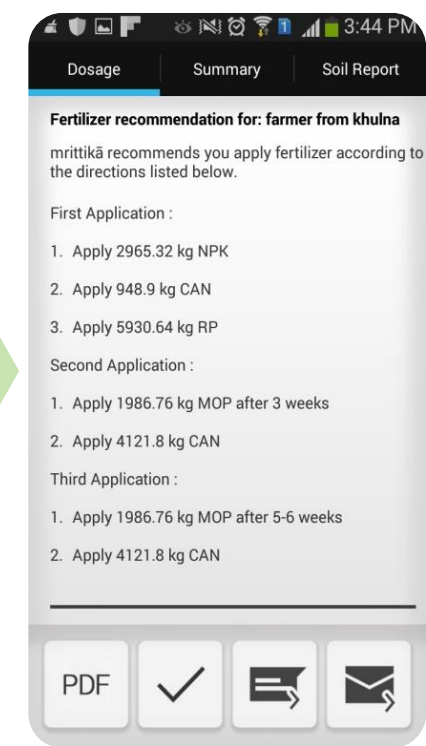 1 3:44 PM
Dosage Summary Soil Report
Fertilizer recommendation for: farmer from khulna
mrittikā recommends you apply fertilizer according to
the directions listed below.
First Application :
1. Apply 2965.32 kg NPK
2. Apply 948.9 kg CAN
3. Apply 5930.64 kg RP
Second Application :
1. Apply 1986.76 kg MOP after 3 weeks
2. Apply 4121.8 kg CAN
Third Application :
1. Apply 1986.76 kg MOP after 5-6 weeks
2. Apply 4121.8 kg CAN
PDF